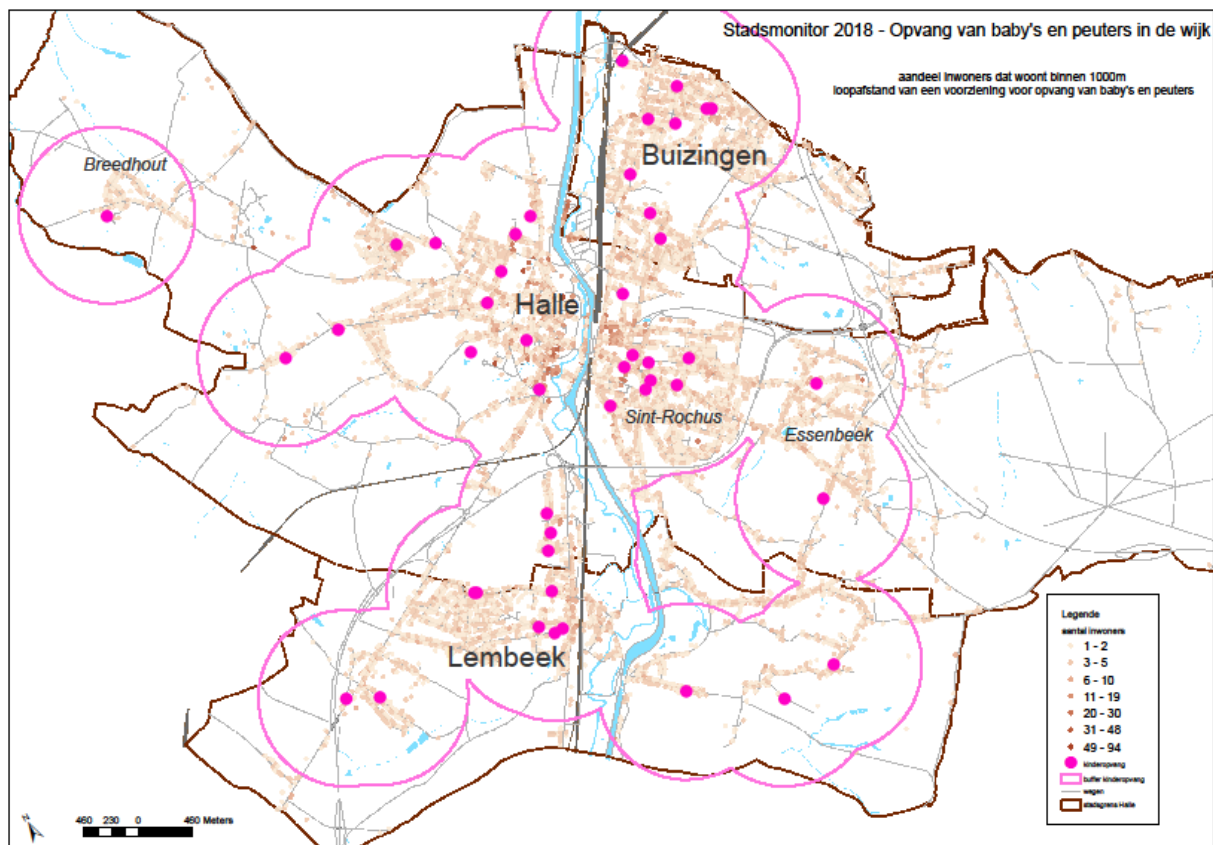 Stadsmonitor 2018 - Opvang van baby's en peuters in de wijk
aandeel inwoners dat woont binnen 1000m
loopafstand van een voorziening voor opvang van baby's en peuters
Breedhout
Buizingen
Halle
Sint-Rochus
Essenbeek
Lembeek
Legende
aantal inwoners
1 - 2
3 - 5
6 - 10
11 - 19
20 - 30
31 - 48
49 - 94
kinderopvang
buffer kinderopvang
wegen
stadsgrens Halle
N
460 230 0 460 Meters